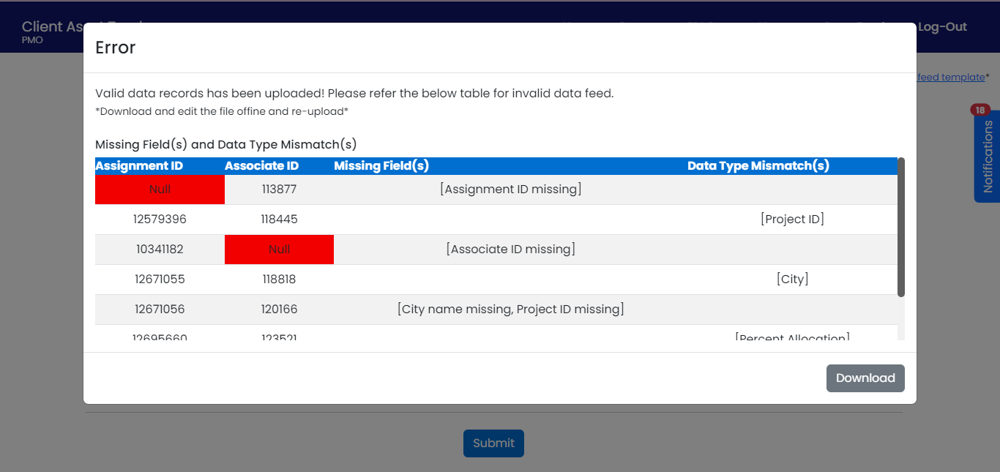 Client As
PMO
Log-Out
Error
feed template*
Valid data records has been uploaded! Please refer the below table for invalid data feed.
*Download and edit the file offine and re-upload*
18
Notifications
Missing Field(s) and Data Type Mismatch(s)
Assignment ID Associate ID Missing Field(s) Data Type Mismatch(s)
Null 113877 [Assignment ID missing]
12579396 118445 [Project ID]
10341182 Null [Associate ID missing]
12671055 118818 [City]
12671056 120166 [City name missing, Project ID missing]
12695660 123521 [Percent Allocation]
Download
Submit